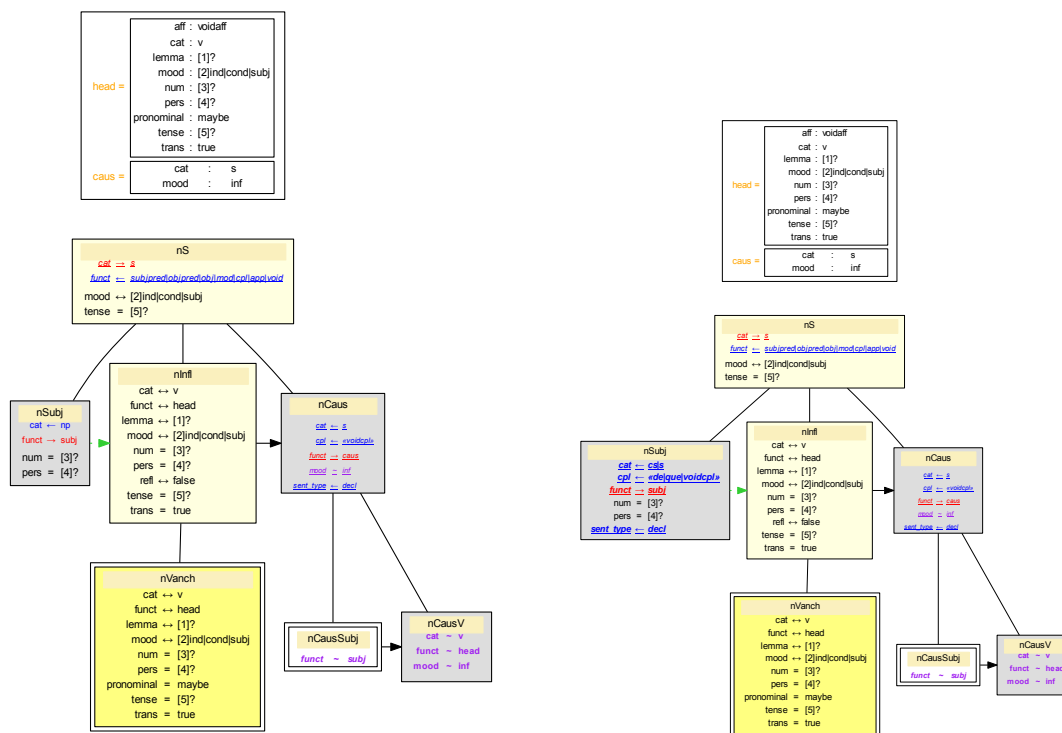 aff : voidaff
cat : v
lemma : [1]?
mood : [2]ind|cond|subj
head =
num : [3]?
pers : [4]?
pronominal : maybe
tense : [5]?
trans : true
caus =
cat : s
mood : inf
nS
cat → s
funct ← subjpred|objpred|obj|mod|cpl|app|void
mood ↔ [2]ind|cond|subj
tense = [5]?
nSubj
cat ← np
funct → subj
num = [3]?
pers = [4]?
nInfl
cat ↔ v
funct ↔ head
lemma ↔ [1]?
mood ↔ [2]ind|cond|subj
num = [3]?
pers = [4]?
refl ↔ false
tense = [5]?
trans = true
nCaus
cat ← s
cpl ← «voidcpl»
funct → caus
mood ~ inf
sent_type ← decl
nVanch
cat ↔ v
funct ↔ head
lemma ↔ [1]?
mood ↔ [2]ind|cond|subj
num = [3]?
pers = [4]?
pronominal = maybe
tense = [5]?
trans = true
nCausSubj
funct ~ subj
nCausV
cat ~ v
funct ~ head
mood ~ inf
aff : voidaff
cat : v
lemma : [1]?
mood : [2]ind|cond|subj
head =
num : [3]?
pers : [4]?
pronominal : maybe
tense : [5]?
trans : true
caus =
cat : s
mood : inf
nS
cat → s
funct ← subjpred|objpred|obj|mod|cpl|app|void
mood ↔ [2]ind|cond|subj
tense = [5]?
nSubj
cat ← cs|s
cpl ← «de|que|voidcpl»
funct → subj
num = [3]?
pers = [4]?
sent_type ← decl
nInfl
cat ↔ v
funct ↔ head
lemma ↔ [1]?
mood ↔ [2]ind|cond|subj
num = [3]?
pers = [4]?
refl ↔ false
tense = [5]?
trans = true
nCaus
cat ← s
cpl ← «voidcpl»
funct → caus
mood ~ inf
sent_type ← decl
nVanch
cat ↔ v
funct ↔ head
lemma ↔ [1]?
mood ↔ [2]ind|cond|subj
num = [3]?
pers = [4]?
pronominal = maybe
tense = [5]?
trans = true
nCausSubj
funct ~ subj
nCausV
cat ~ v
funct ~ head
mood ~ inf